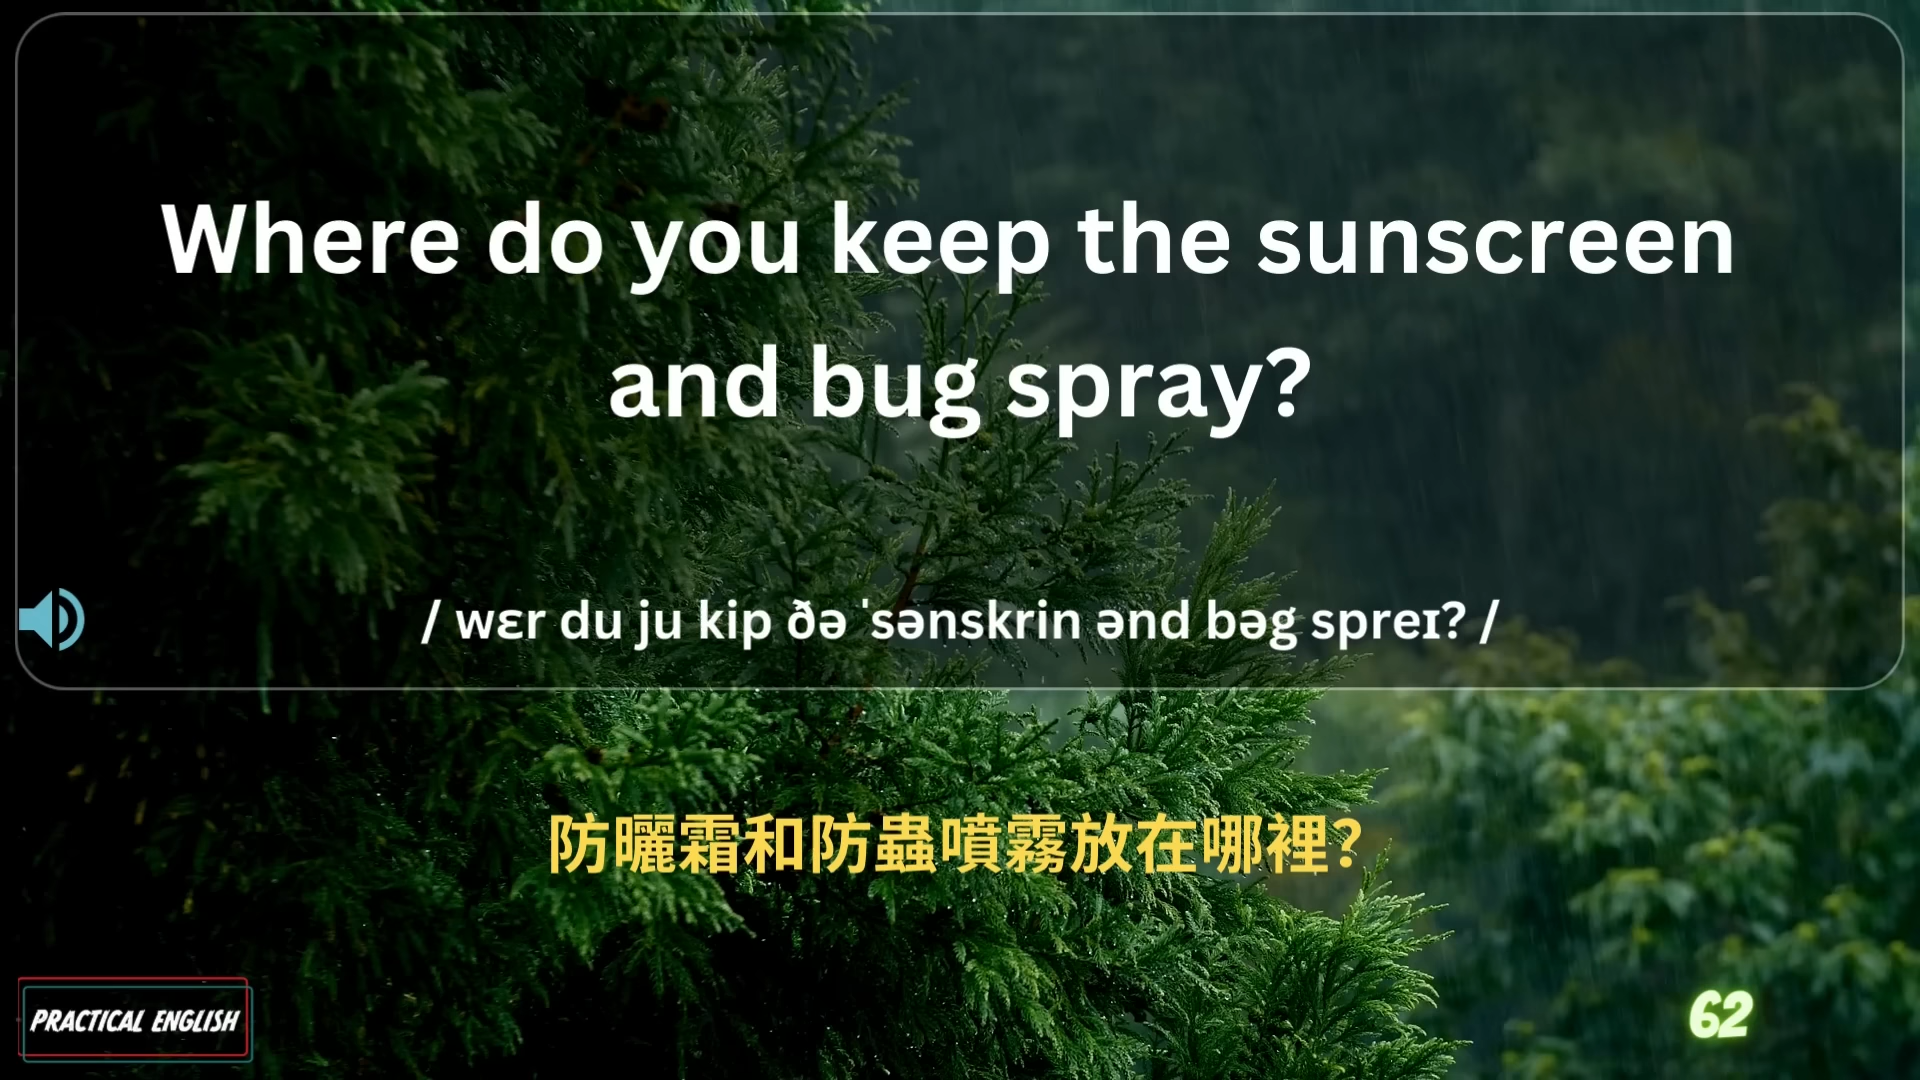 Where do you keep the sunscreen
and bug spray?
/ wɛr du ju kip ðə ˈsənskrin ənd bəg spreɪ? /
防曬霜和防蟲噴霧放在哪裡?
PRACTICAL ENGLISH
62